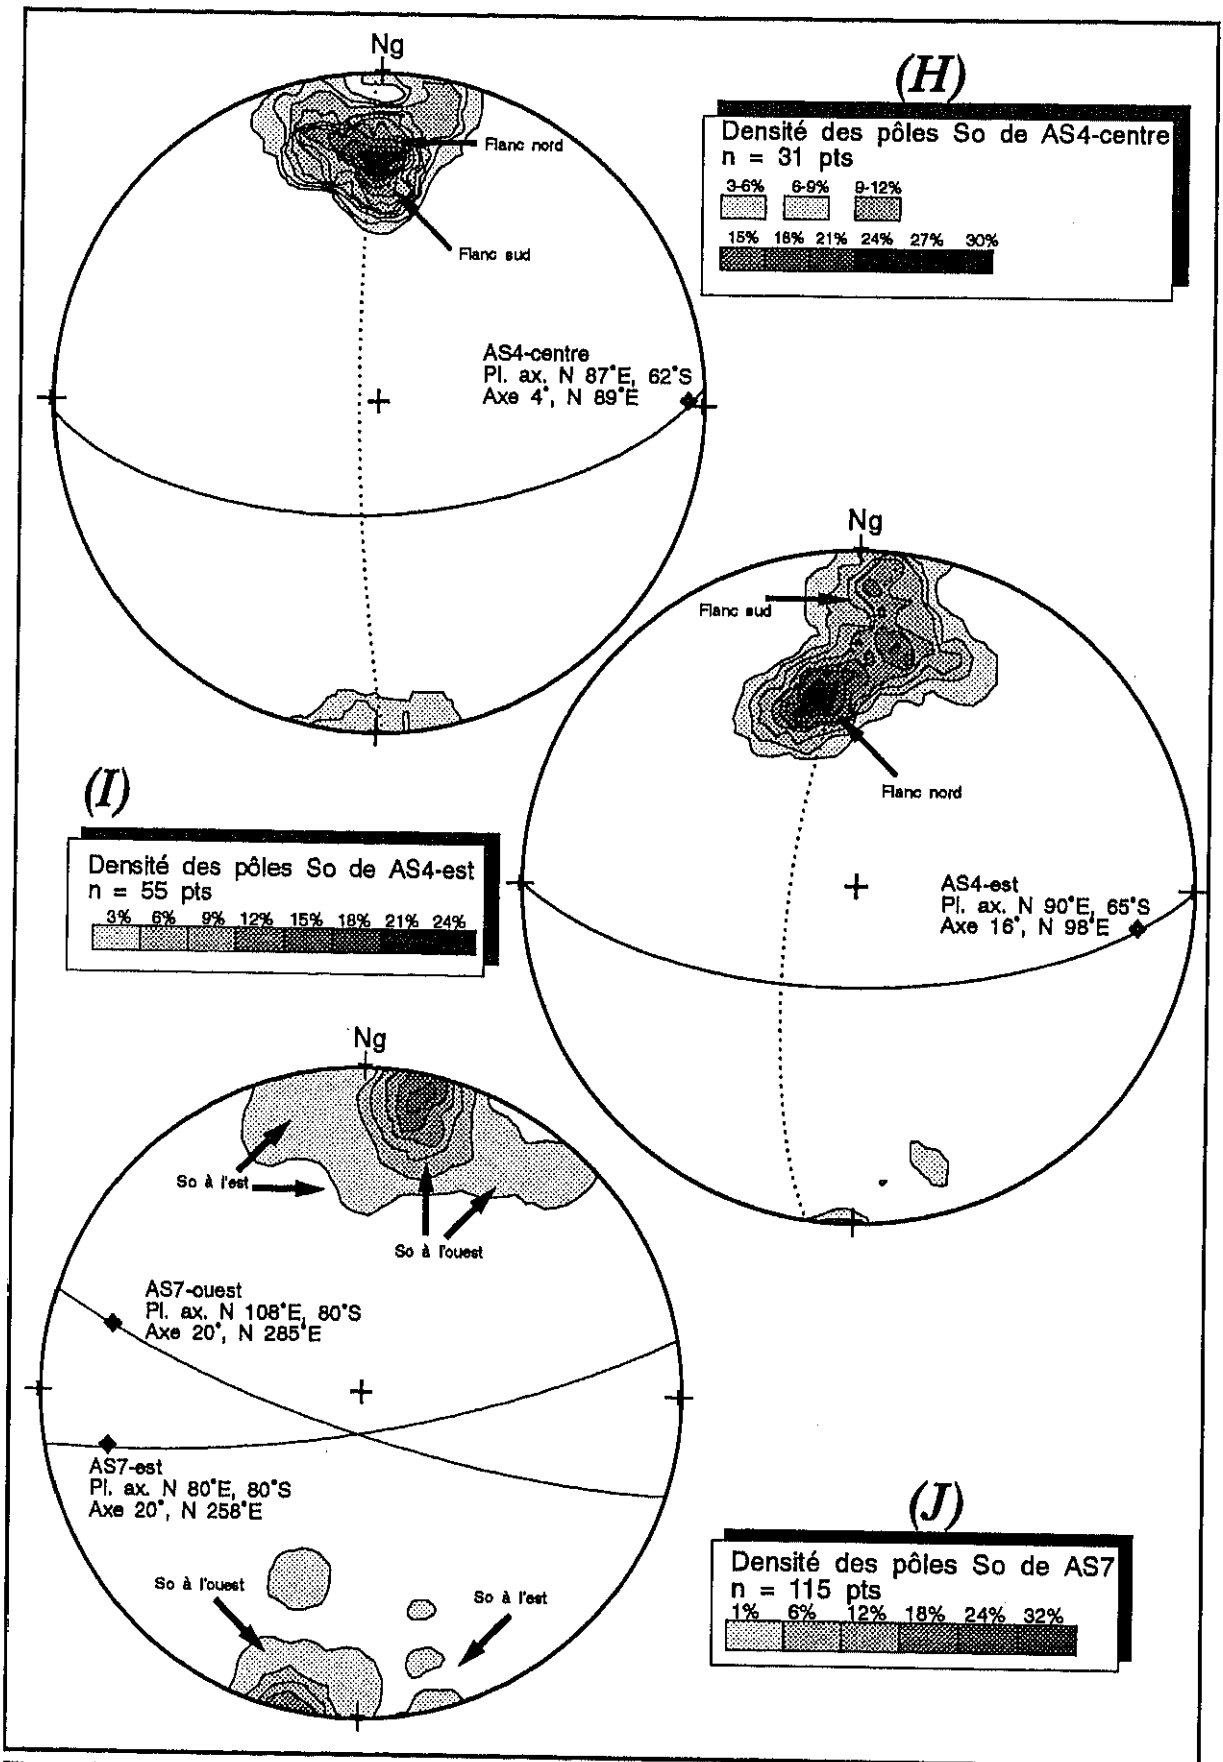 Ng
(H)
Densité des pôles So de AS4-centre
n = 31 pts
3-6% 6-9% 9-12%
15% 18% 21% 24% 27% 30%
Flanc nord
Flanc sud
AS4-centre
Pl. ax. N 87°E, 62°S
Axe 4°, N 89°E
Ng
Flanc sud
Flanc nord
(I)
Densité des pôles So de AS4-est
n = 55 pts
3% 6% 9% 12% 15% 18% 21% 24%
AS4-est
Pl. ax. N 90°E, 65°S
Axe 16°, N 98°E
Ng
So à l'est
So à l'ouest
AS7-ouest
Pl. ax. N 108°E, 80°S
Axe 20°, N 285°E
AS7-est
Pl. ax. N 80°E, 80°S
Axe 20°, N 258°E
So à l'ouest
So à l'est
(J)
Densité des pôles So de AS7
n = 115 pts
1% 6% 12% 18% 24% 32%